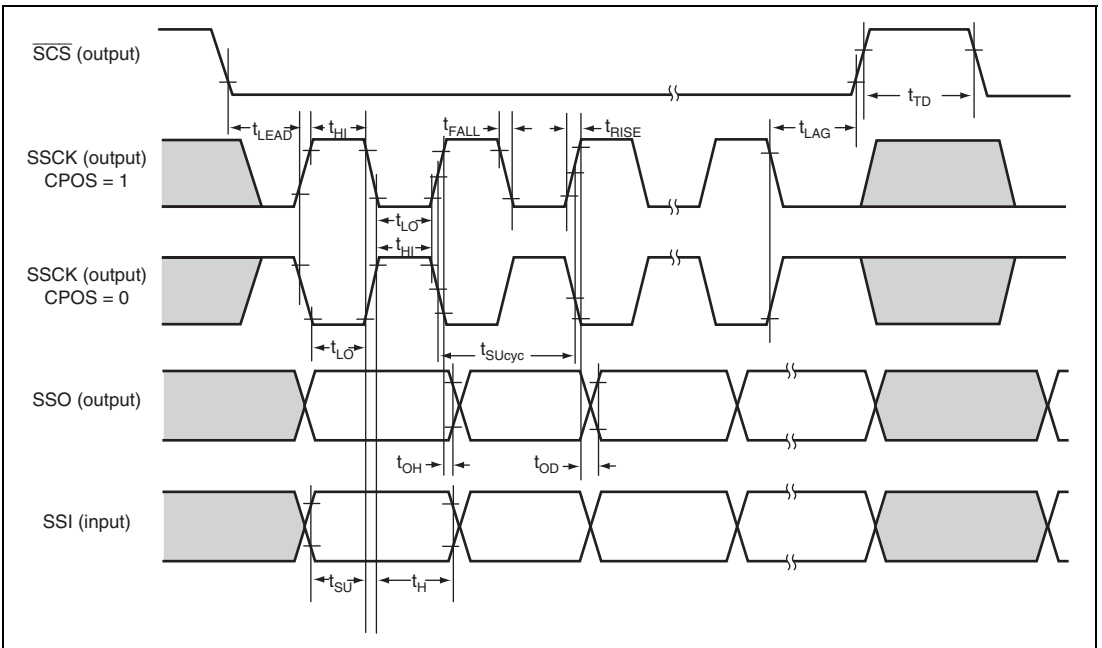 SCS (output)
tTD
tLEAD
tHI
tFALL
tRISE
tLAG
SSCK (output)
CPOS = 1
tLO
tHI
SSCK (output)
CPOS = 0
tLO
tSUcyc
SSO (output)
tOH
tOD
SSI (input)
tSU
tH